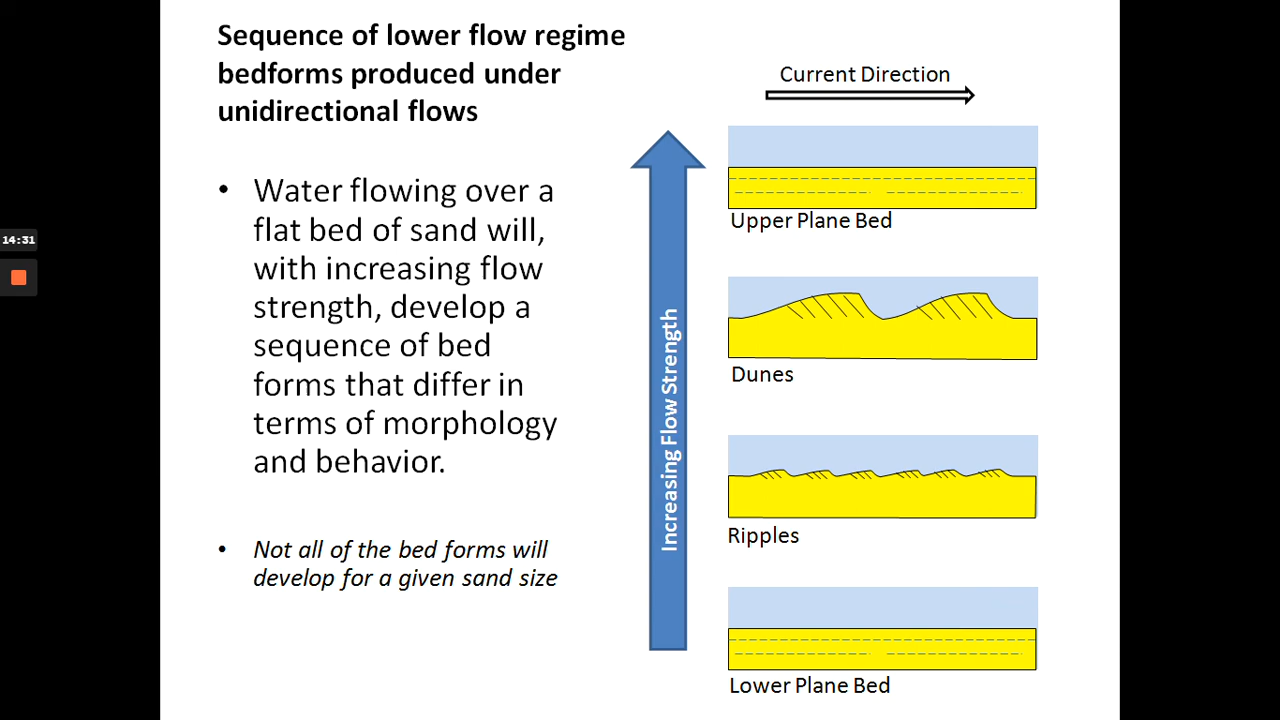 Sequence of lower flow regime
bedforms produced under
unidirectional flows
• Water flowing over a
flat bed of sand will,
with increasing flow
strength, develop a
sequence of bed
forms that differ in
terms of morphology
and behavior.
• Not all of the bed forms will
develop for a given sand size
14:31
Increasing Flow Strength
Current Direction
Upper Plane Bed
Dunes
Ripples
Lower Plane Bed